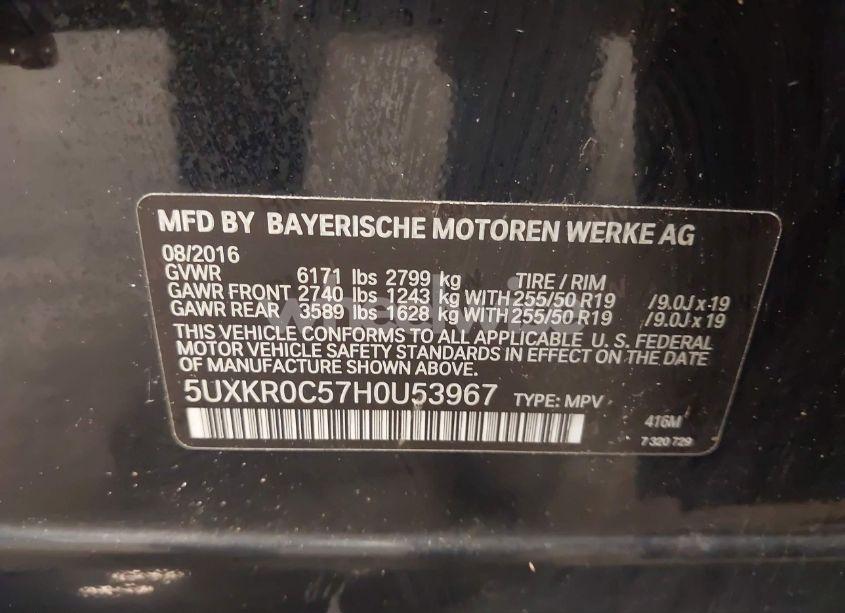 MFD BY BAYERISCHE MOTOREN WERKE AG
08/2016
GVWR 6171 lbs 2799 kg TIRE / RIM
GAWR FRONT 2740 lbs 1243 kg WITH 255/50 R19 /9.0J x 19
GAWR REAR 3589 lbs 1628 kg WITH 255/50 R19 /9.0J x 19
THIS VEHICLE CONFORMS TO ALL APPLICABLE U. S. FEDERAL
MOTOR VEHICLE SAFETY STANDARDS IN EFFECT ON THE DATE
OF MANUFACTURE SHOWN ABOVE.
5UXKR0C57H0U53967 TYPE: MPV
416M
7 320 729